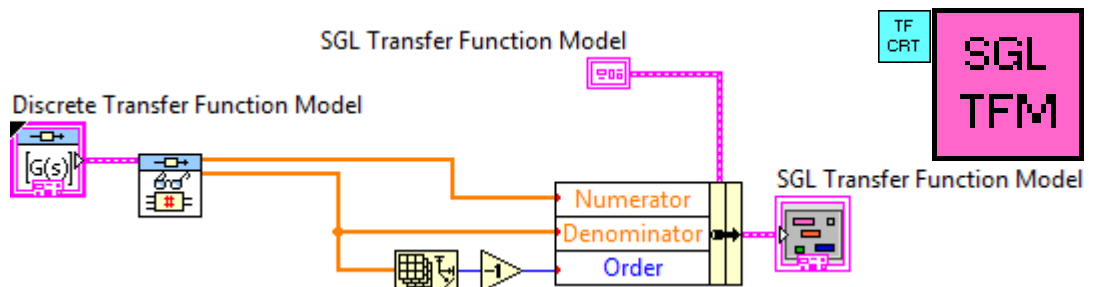 SGL Transfer Function Model
TF
CRT
SGL
TFM
Discrete Transfer Function Model
[G(s)]
#
SGL Transfer Function Model
Numerator
Denominator
Order
-1